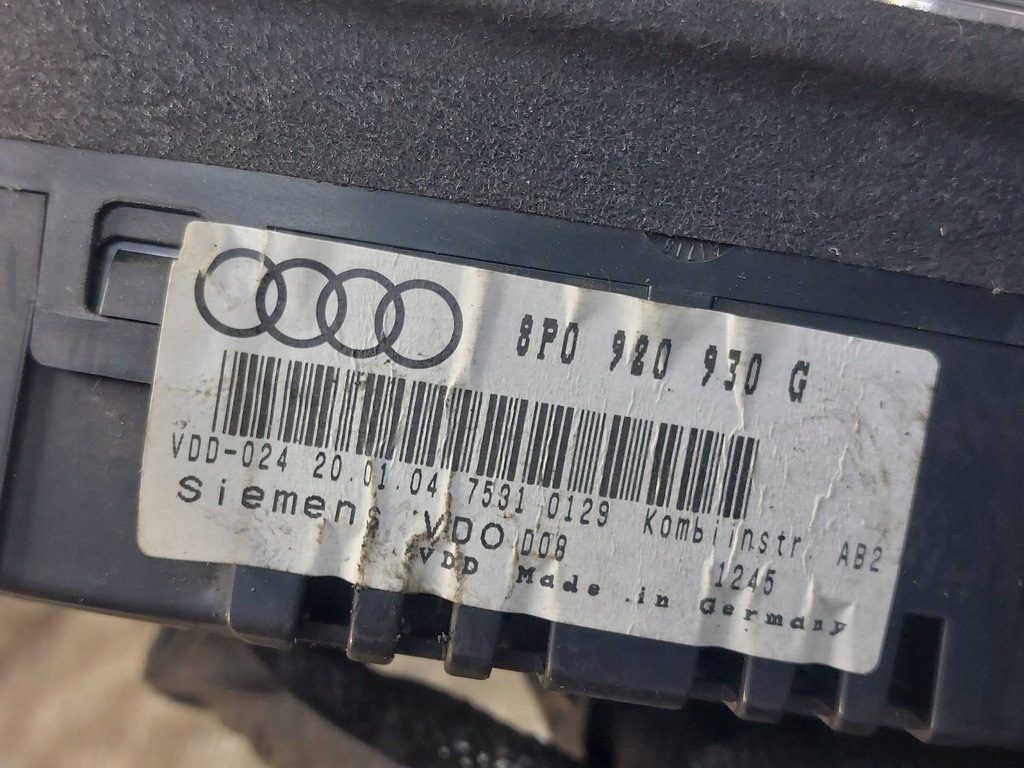 8P0 920 930 G
VDD-024 20.01.04 7531 0129 Kombiinstr. AB2
Siemens VDO D08 1245
VDD Made in Germany